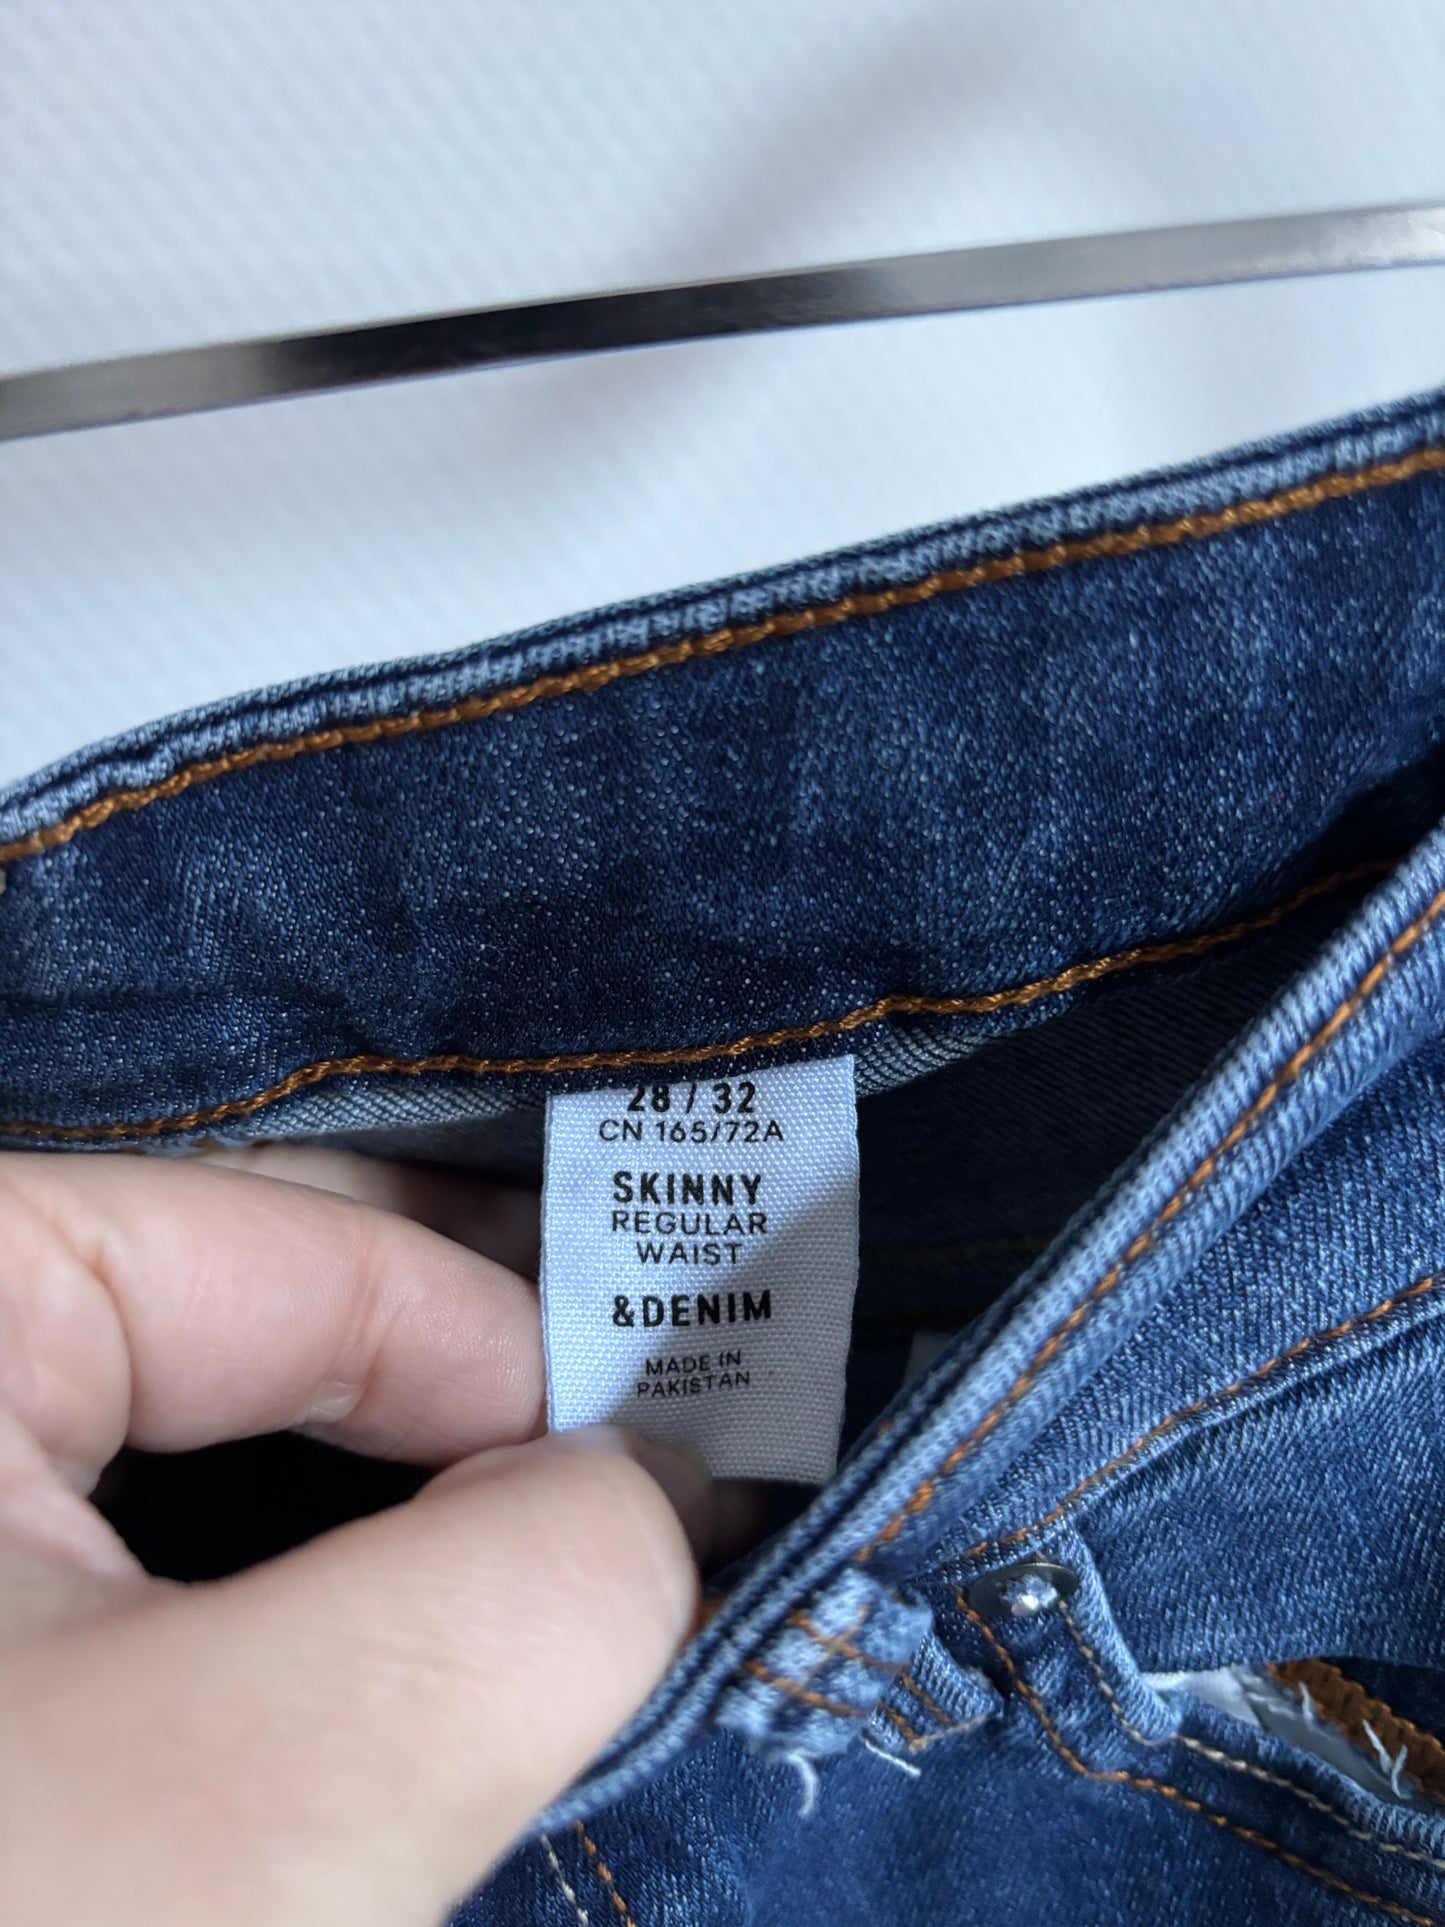 28 / 32
CN 165/72A
SKINNY
REGULAR
WAIST
&DENIM
MADE IN
PAKISTAN